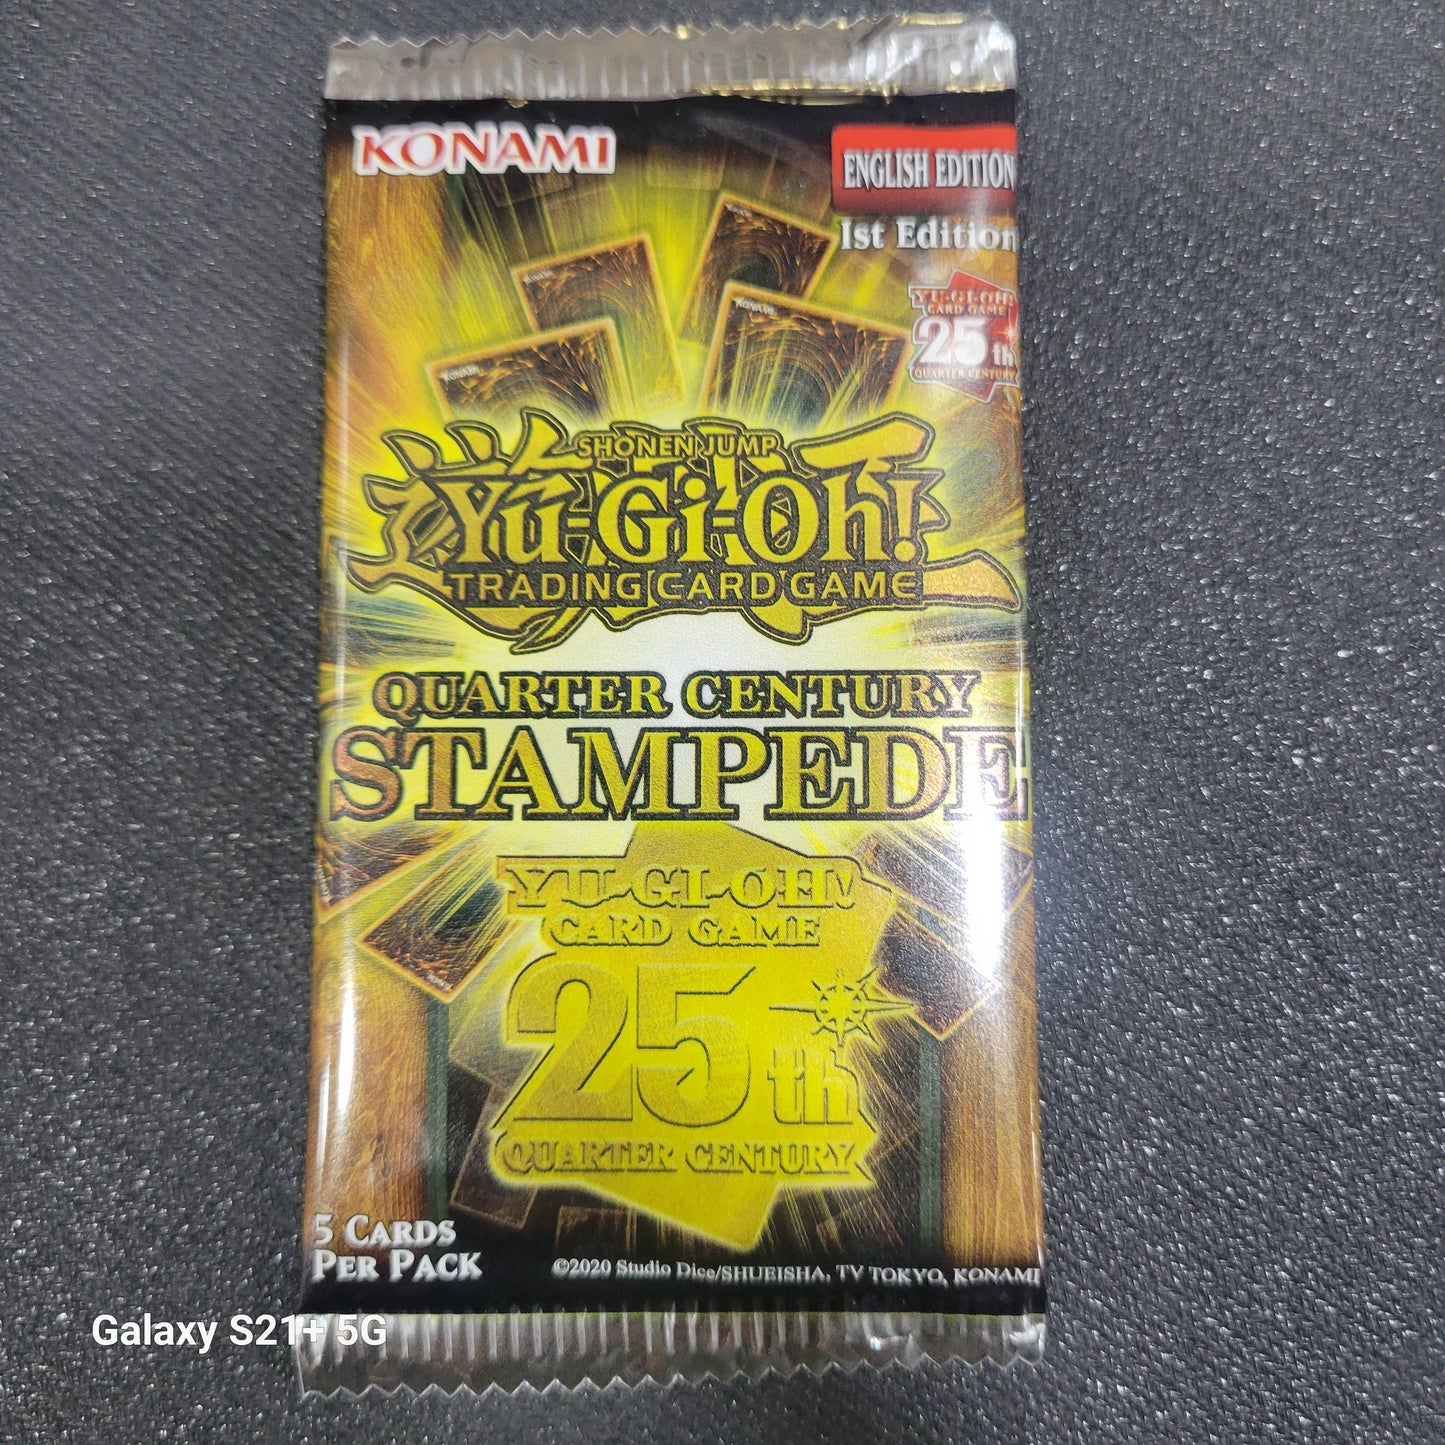 KONAMI
ENGLISH EDITION
1st Edition
YU-GI-OH!
CARD GAME
25th
QUARTER CENTURY
KONAMI
KONAMI
SHONEN JUMP
Yu-Gi-Oh!
TRADING CARD GAME
QUARTER CENTURY
STAMPEDE
YU-GI-OH!
CARD GAME
25th
QUARTER CENTURY
5 CARDS
PER PACK
©2020 Studio Dice/SHUEISHA, TV TOKYO, KONAMI
Galaxy S21+ 5G